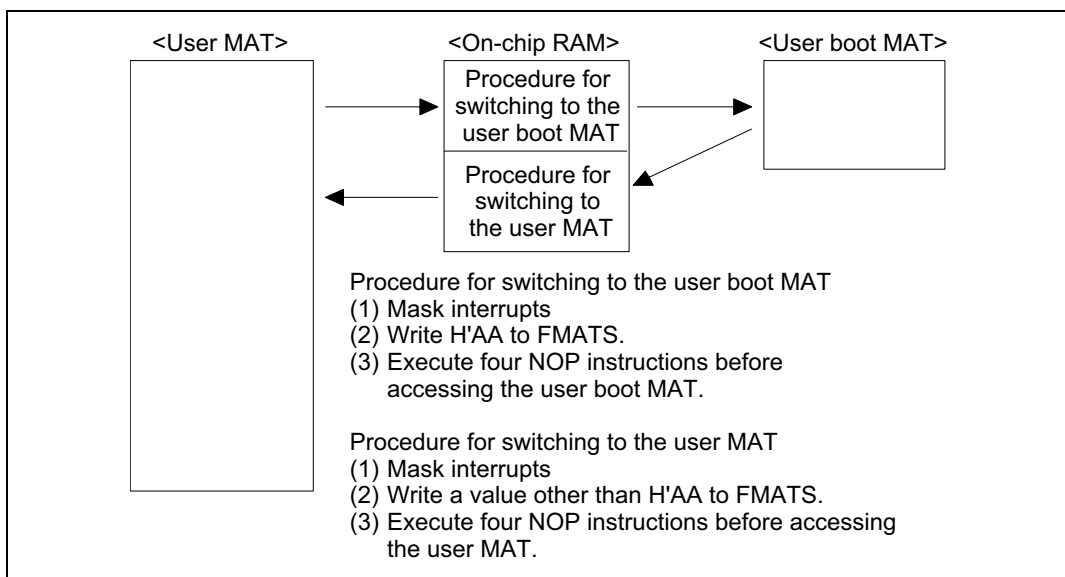 <User MAT>
<On-chip RAM>
<User boot MAT>
Procedure for
switching to the
user boot MAT
Procedure for
switching to
the user MAT
Procedure for switching to the user boot MAT
(1) Mask interrupts
(2) Write H'AA to FMATS.
(3) Execute four NOP instructions before
accessing the user boot MAT.
Procedure for switching to the user MAT
(1) Mask interrupts
(2) Write a value other than H'AA to FMATS.
(3) Execute four NOP instructions before accessing
the user MAT.